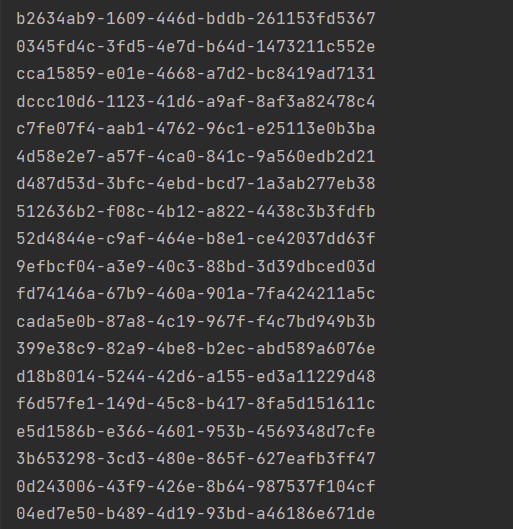 b2634ab9-1609-446d-bddb-261153fd5367
0345fd4c-3fd5-4e7d-b64d-1473211c552e
cca15859-e01e-4668-a7d2-bc8419ad7131
dccc10d6-1123-41d6-a9af-8af3a82478c4
c7fe07f4-aab1-4762-96c1-e25113e0b3ba
4d58e2e7-a57f-4ca0-841c-9a560edb2d21
d487d53d-3bfc-4ebd-bcd7-1a3ab277eb38
512636b2-f08c-4b12-a822-4438c3b3fdfb
52d4844e-c9af-464e-b8e1-ce42037dd63f
9efbcf04-a3e9-40c3-88bd-3d39dbced03d
fd74146a-67b9-460a-901a-7fa424211a5c
cada5e0b-87a8-4c19-967f-f4c7bd949b3b
399e38c9-82a9-4be8-b2ec-abd589a6076e
d18b8014-5244-42d6-a155-ed3a11229d48
f6d57fe1-149d-45c8-b417-8fa5d151611c
e5d1586b-e366-4601-953b-4569348d7cfe
3b653298-3cd3-480e-865f-627eafb3ff47
0d243006-43f9-426e-8b64-987537f104cf
04ed7e50-b489-4d19-93bd-a46186e671de